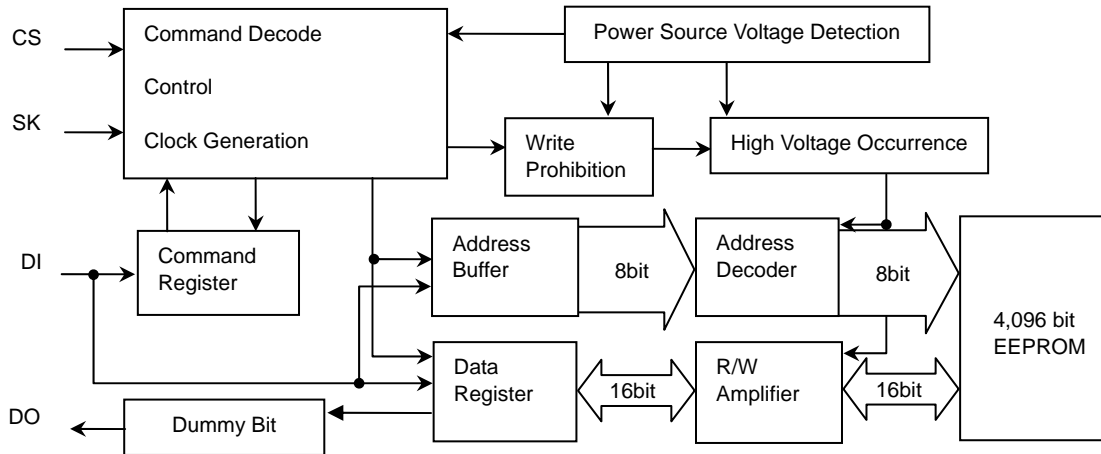 CS
Command Decode
Control
Clock Generation
Power Source Voltage Detection
SK
Write
Prohibition
High Voltage Occurrence
DI
Command
Register
Address
Buffer
8bit
Address
Decoder
8bit
4,096 bit
EEPROM
Data
Register
16bit
R/W
Amplifier
16bit
DO
Dummy Bit